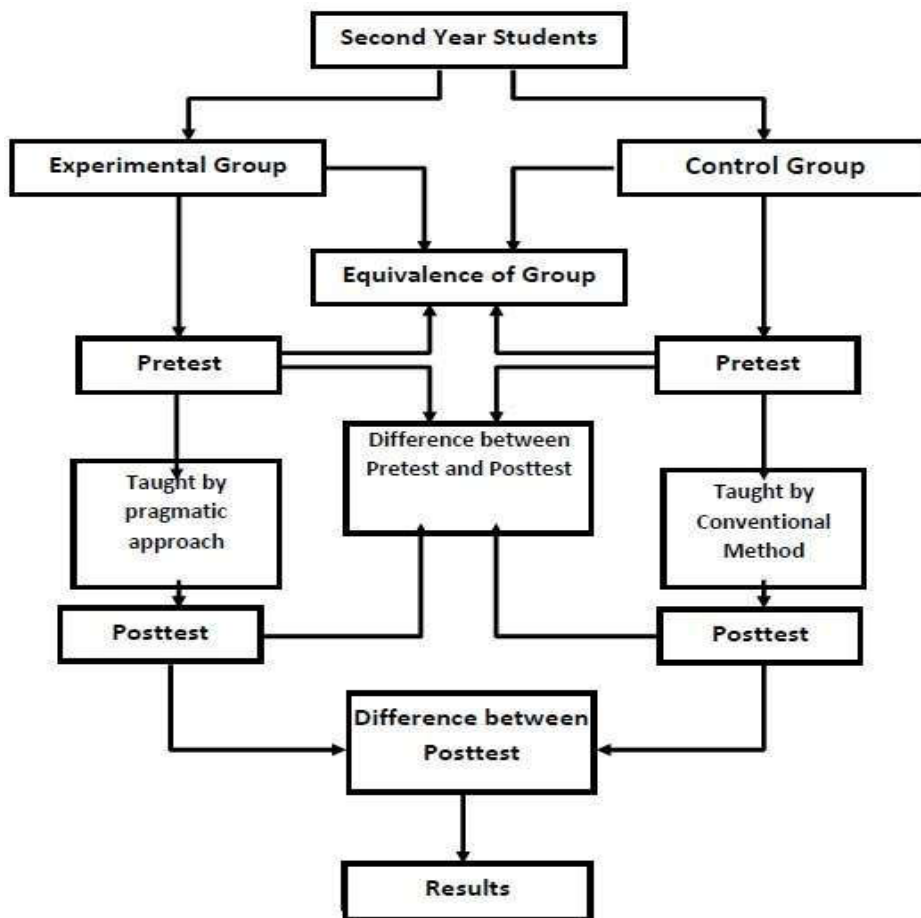 Second Year Students
Experimental Group
Control Group
Equivalence of Group
Pretest
Pretest
Difference between
Pretest and Posttest
Taught by
pragmatic
approach
Taught by
Conventional
Method
Posttest
Posttest
Difference between
Posttest
Results